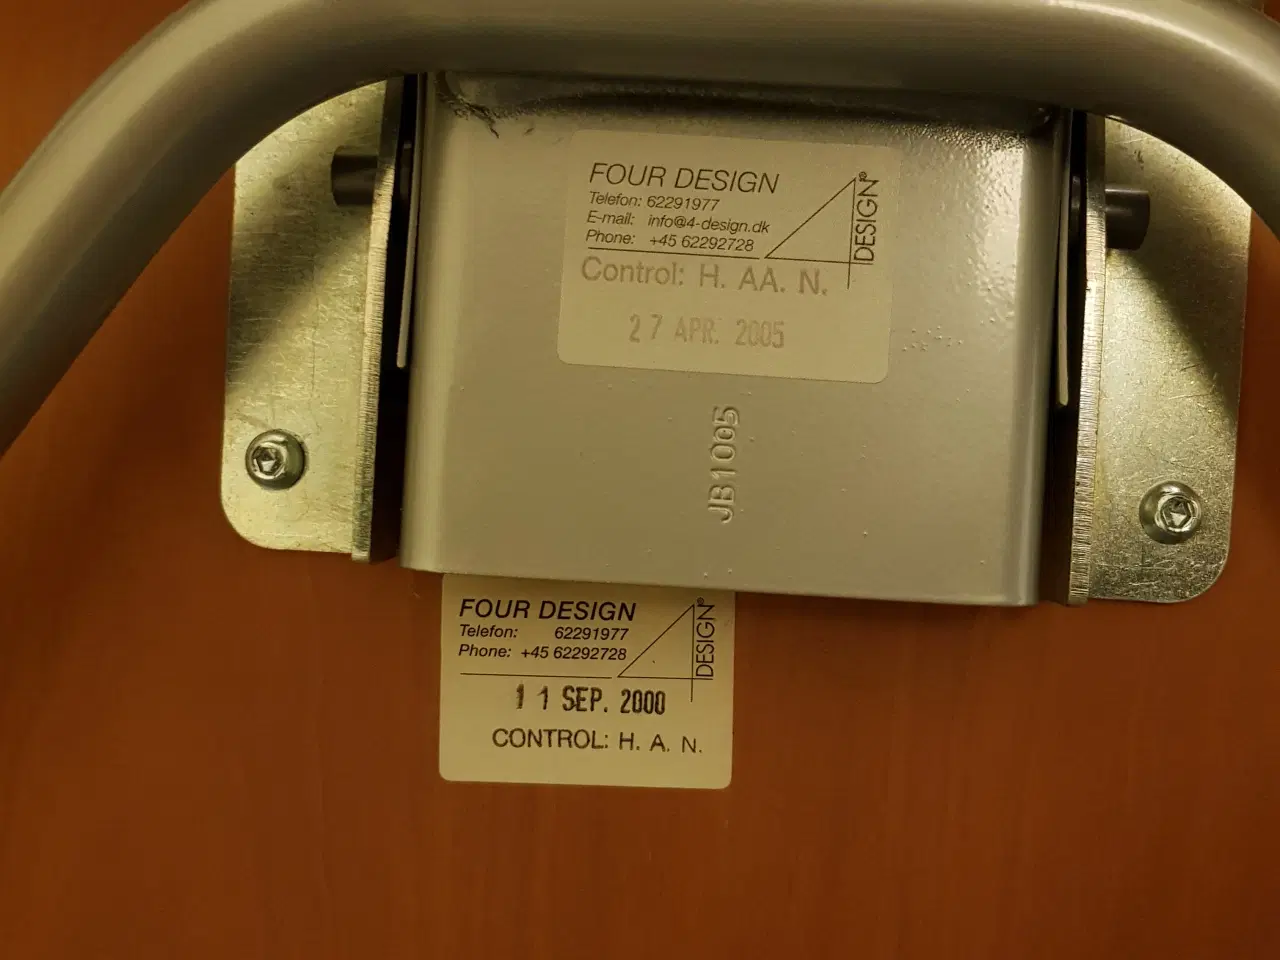 FOUR DESIGN
Telefon: 62291977
E-mail: info@4-design.dk
Phone: +45 62292728
DESIGN®
Control: H. AA. N.
27 APR. 2005
JB1005
FOUR DESIGN
Telefon: 62291977
Phone: +45 62292728
DESIGN®
11 SEP. 2000
CONTROL: H. A. N.